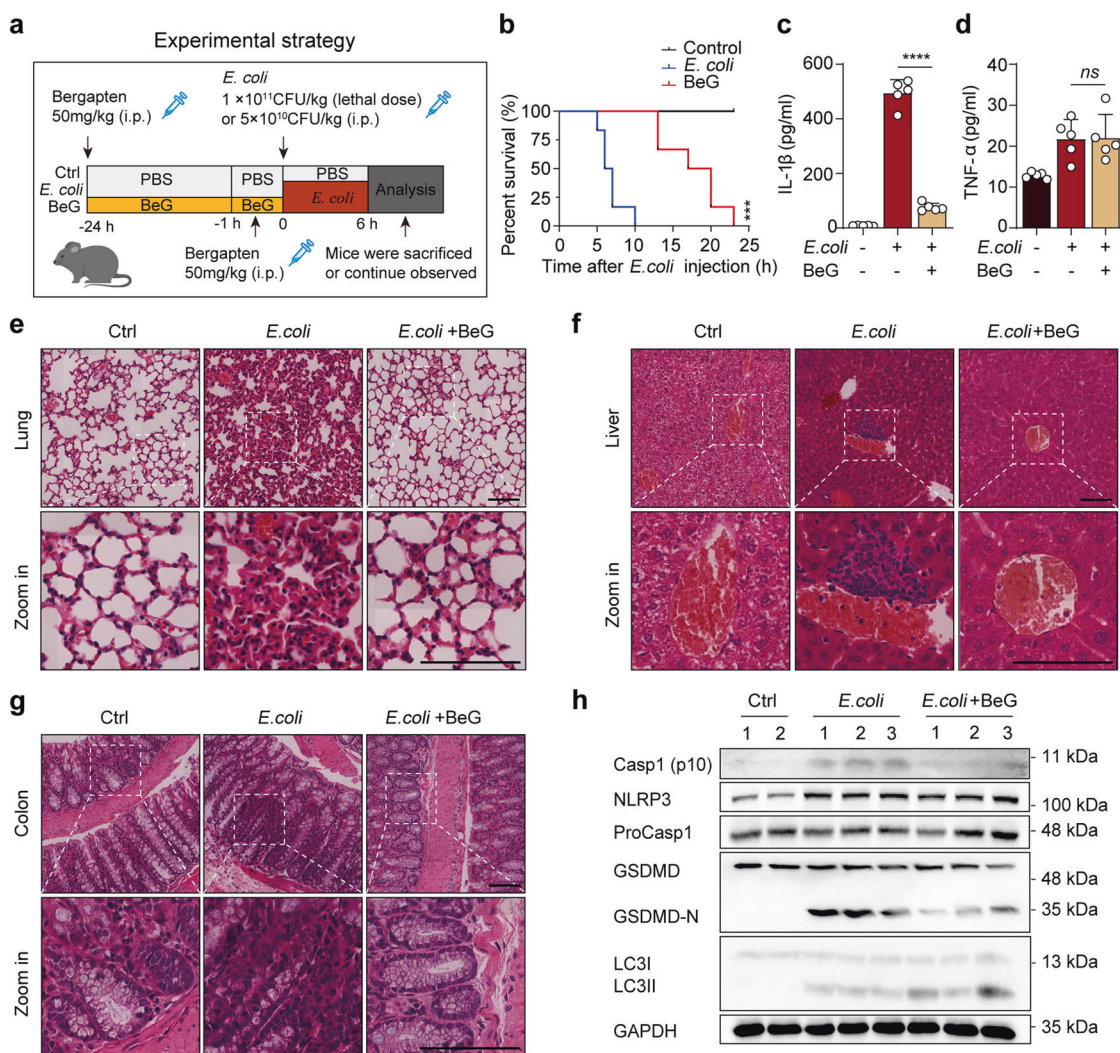 a
Experimental strategy
E. coli
Bergapten
50mg/kg (i.p.)
1 ×10¹¹CFU/kg (lethal dose)
or 5×10¹⁰CFU/kg (i.p.)
Ctrl
E. coli
BeG
PBS
PBS
PBS
BeG
BeG
E. coli
Analysis
-24 h
-1 h
0
6 h
Bergapten
50mg/kg (i.p.)
Mice were sacrificed
or continue observed
b
Control
E. coli
BeG
Percent survival (%)
100
75
50
25
0
0 5 10 15 20 25
***
Time after E.coli injection (h)
c
IL-1β (pg/ml)
600
400
200
0
****
E.coli - + +
BeG - - +
d
TNF-α (pg/ml)
40
30
20
10
0
ns
E.coli - + +
BeG - - +
e
Ctrl E.coli E.coli +BeG
Lung
Zoom in
f
Ctrl E.coli E.coli+BeG
Liver
Zoom in
g
Ctrl E.coli E.coli +BeG
Colon
Zoom in
h
Ctrl E.coli E.coli+BeG
1 2 1 2 3 1 2 3
Casp1 (p10) - 11 kDa
NLRP3 - 100 kDa
ProCasp1 - 48 kDa
GSDMD
- 48 kDa
GSDMD-N - 35 kDa
LC3I - 13 kDa
LC3II
GAPDH - 35 kDa